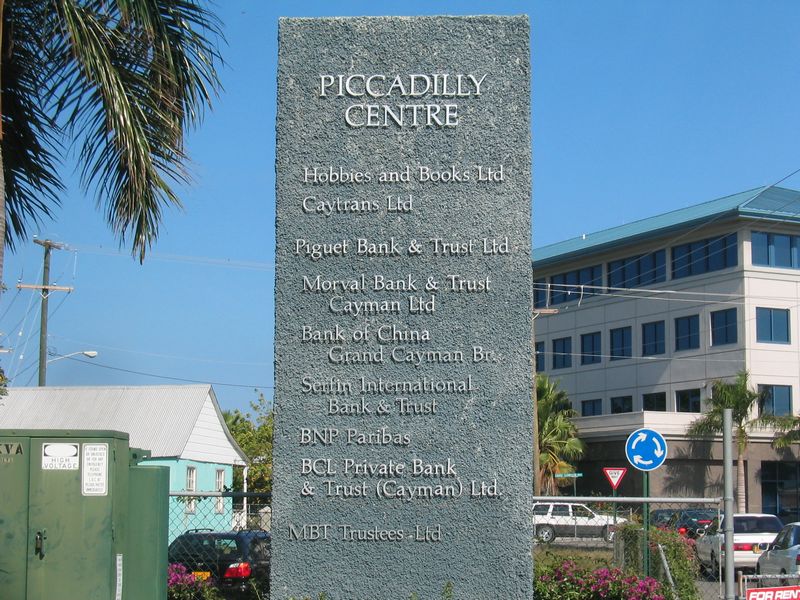 PICCADILLY
CENTRE
Hobbies and Books Ltd
Caytrans Ltd
Piguet Bank & Trust Ltd
Morval Bank & Trust
Cayman Ltd
Bank of China
Grand Cayman Br.
Serfin International
Bank & Trust
BNP Paribas
BCL Private Bank
& Trust (Cayman) Ltd.
MBT Trustees Ltd
HIGH
VOLTAGE
KVA
FOR RENT